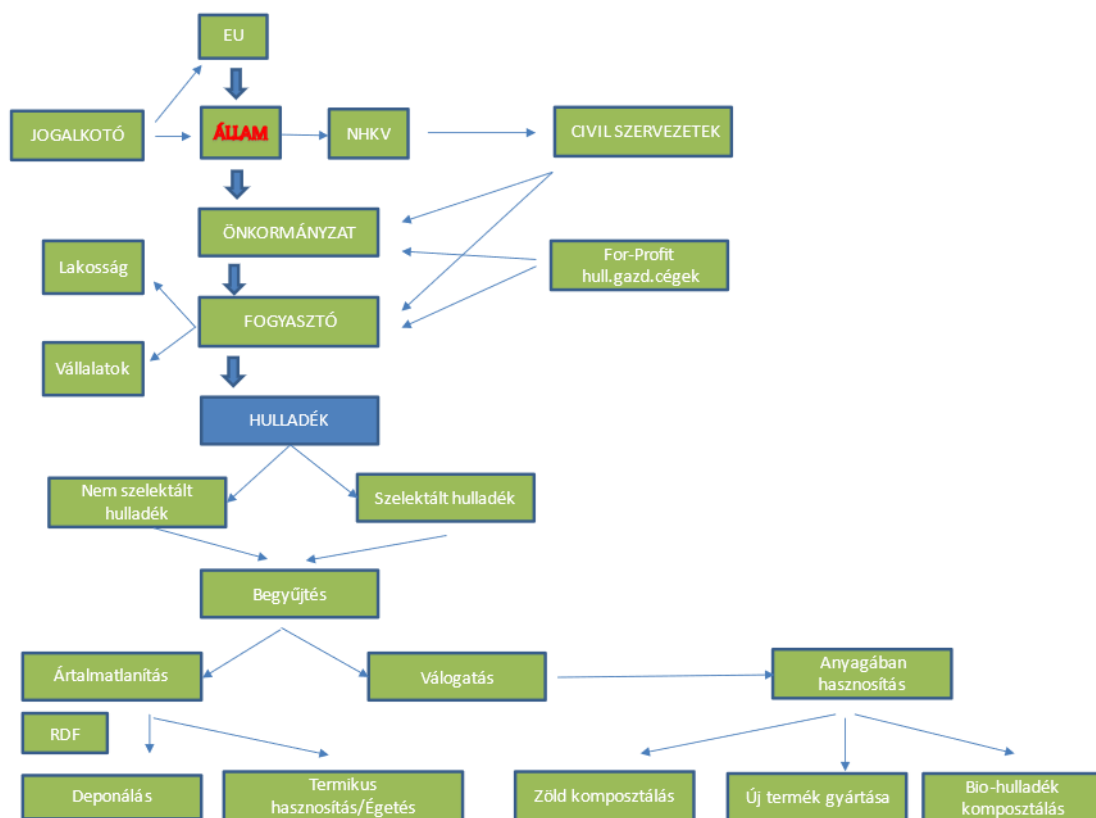 EU
JOGALKOTÓ
ÁLLAM
NHKV
CIVIL SZERVEZETEK
ÖNKORMÁNYZAT
For-Profit
hull.gazd.cégek
Lakosság
FOGYASZTÓ
Vállalatok
HULLADÉK
Nem szelektált
hulladék
Szelektált hulladék
Begyűjtés
Ártalmatlanítás
Válogatás
Anyagában
hasznosítás
RDF
Deponálás
Termikus
hasznosítás/Égetés
Zöld komposztálás
Új termék gyártása
Bio-hulladék
komposztálás